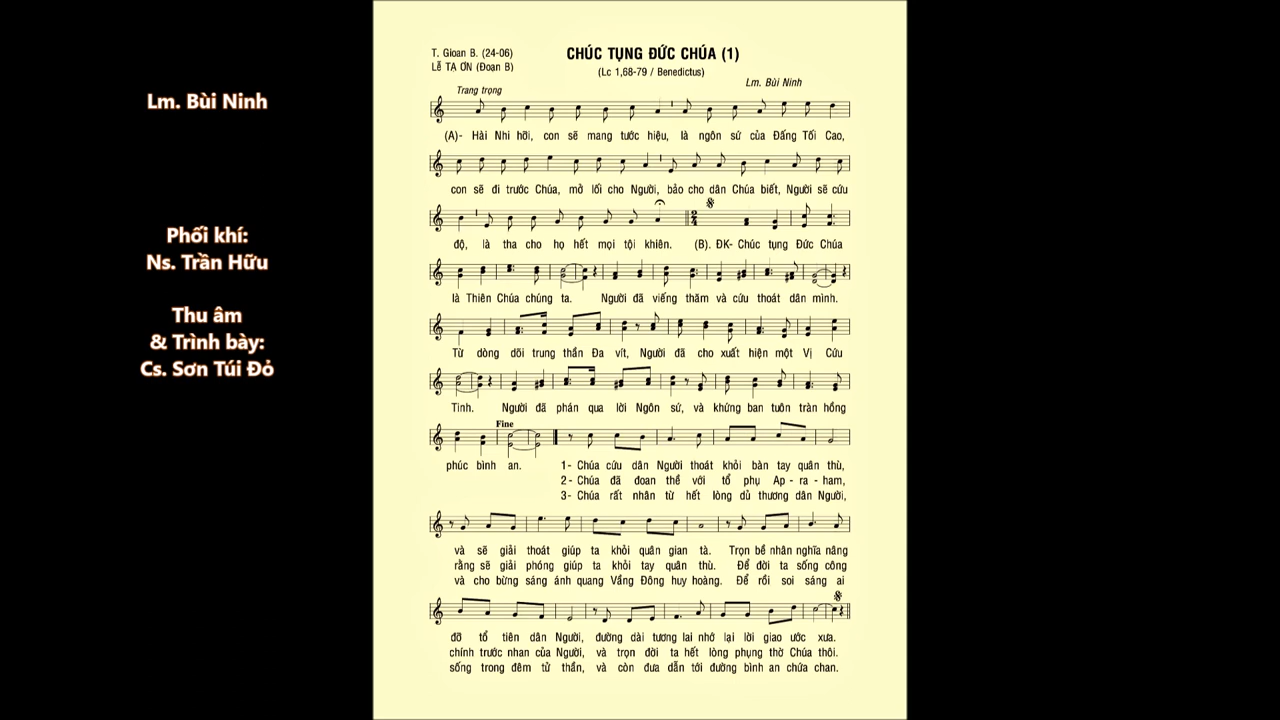 Lm. Bùi Ninh
Phối khí:
Ns. Trần Hữu
Thu âm
& Trình bày:
Cs. Sơn Túi Đỏ
T. Gioan B. (24-06)
LỄ TẠ ƠN (Đoạn B)
CHÚC TỤNG ĐỨC CHÚA (1)
(Lc 1,68-79 / Benedictus)
Lm. Bùi Ninh
Trang trọng
(A)- Hài Nhi hỡi, con sẽ mang tước hiệu, là ngôn sứ của Đấng Tối Cao,
con sẽ đi trước Chúa, mở lối cho Người, bảo cho dân Chúa biết, Người sẽ cứu
độ, là tha cho họ hết mọi tội khiên. (B). ĐK- Chúc tụng Đức Chúa
là Thiên Chúa chúng ta. Người đã viếng thăm và cứu thoát dân mình.
Từ dòng dõi trung thần Đa vít, Người đã cho xuất hiện một Vị Cứu
Tinh. Người đã phán qua lời Ngôn sứ, và khứng ban tuôn tràn hồng
Fine
phúc bình an. 1- Chúa cứu dân Người thoát khỏi bàn tay quân thù,
2- Chúa đã đoan thề với tổ phụ Ap - ra - ham,
3- Chúa rất nhân từ hết lòng dủ thương dân Người,
và sẽ giải thoát giúp ta khỏi quân gian tà. Trọn bề nhân nghĩa nâng
rằng sẽ giải phóng giúp ta khỏi tay quân thù. Để đời ta sống công
và cho bừng sáng ánh quang Vầng Đông huy hoàng. Để rồi soi sáng ai
đỡ tổ tiên dân Người, đường dài tương lai nhớ lại lời giao ước xưa.
chính trước nhan của Người, và trọn đời ta hết lòng phụng thờ Chúa thôi.
sống trong đêm tử thần, và còn đưa dẫn tới đường bình an chứa chan.